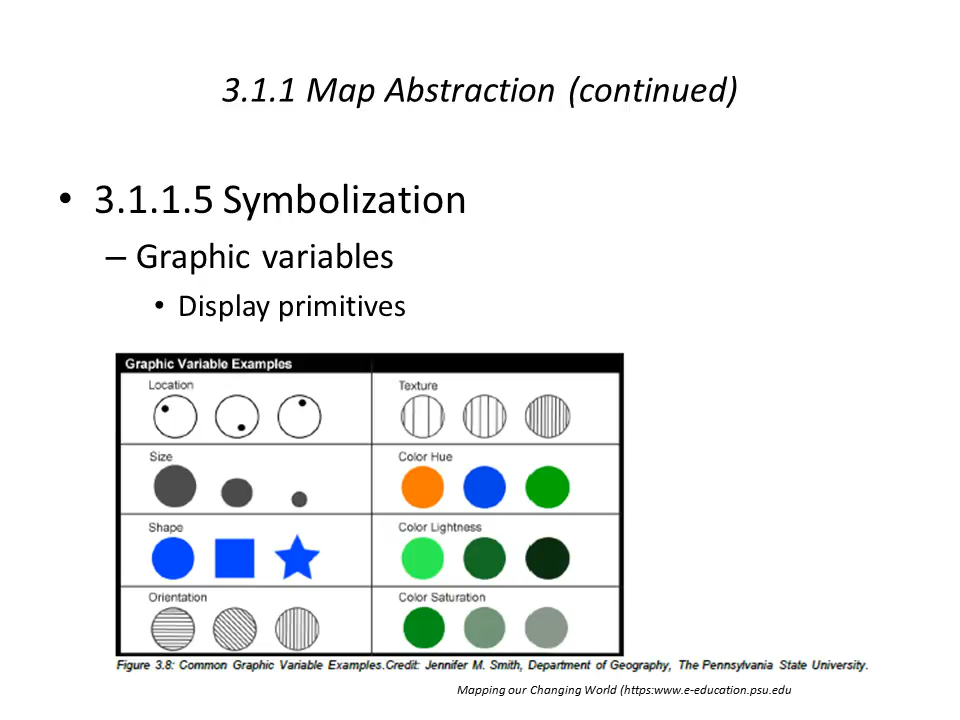 3.1.1 Map Abstraction (continued)
• 3.1.1.5 Symbolization
– Graphic variables
• Display primitives
Graphic Variable Examples
Location
Texture
Size
Color Hue
Shape
Color Lightness
Orientation
Color Saturation
Figure 3.8: Common Graphic Variable Examples.Credit: Jennifer M. Smith, Department of Geography, The Pennsylvania State University.
Mapping our Changing World (https:www.e-education.psu.edu